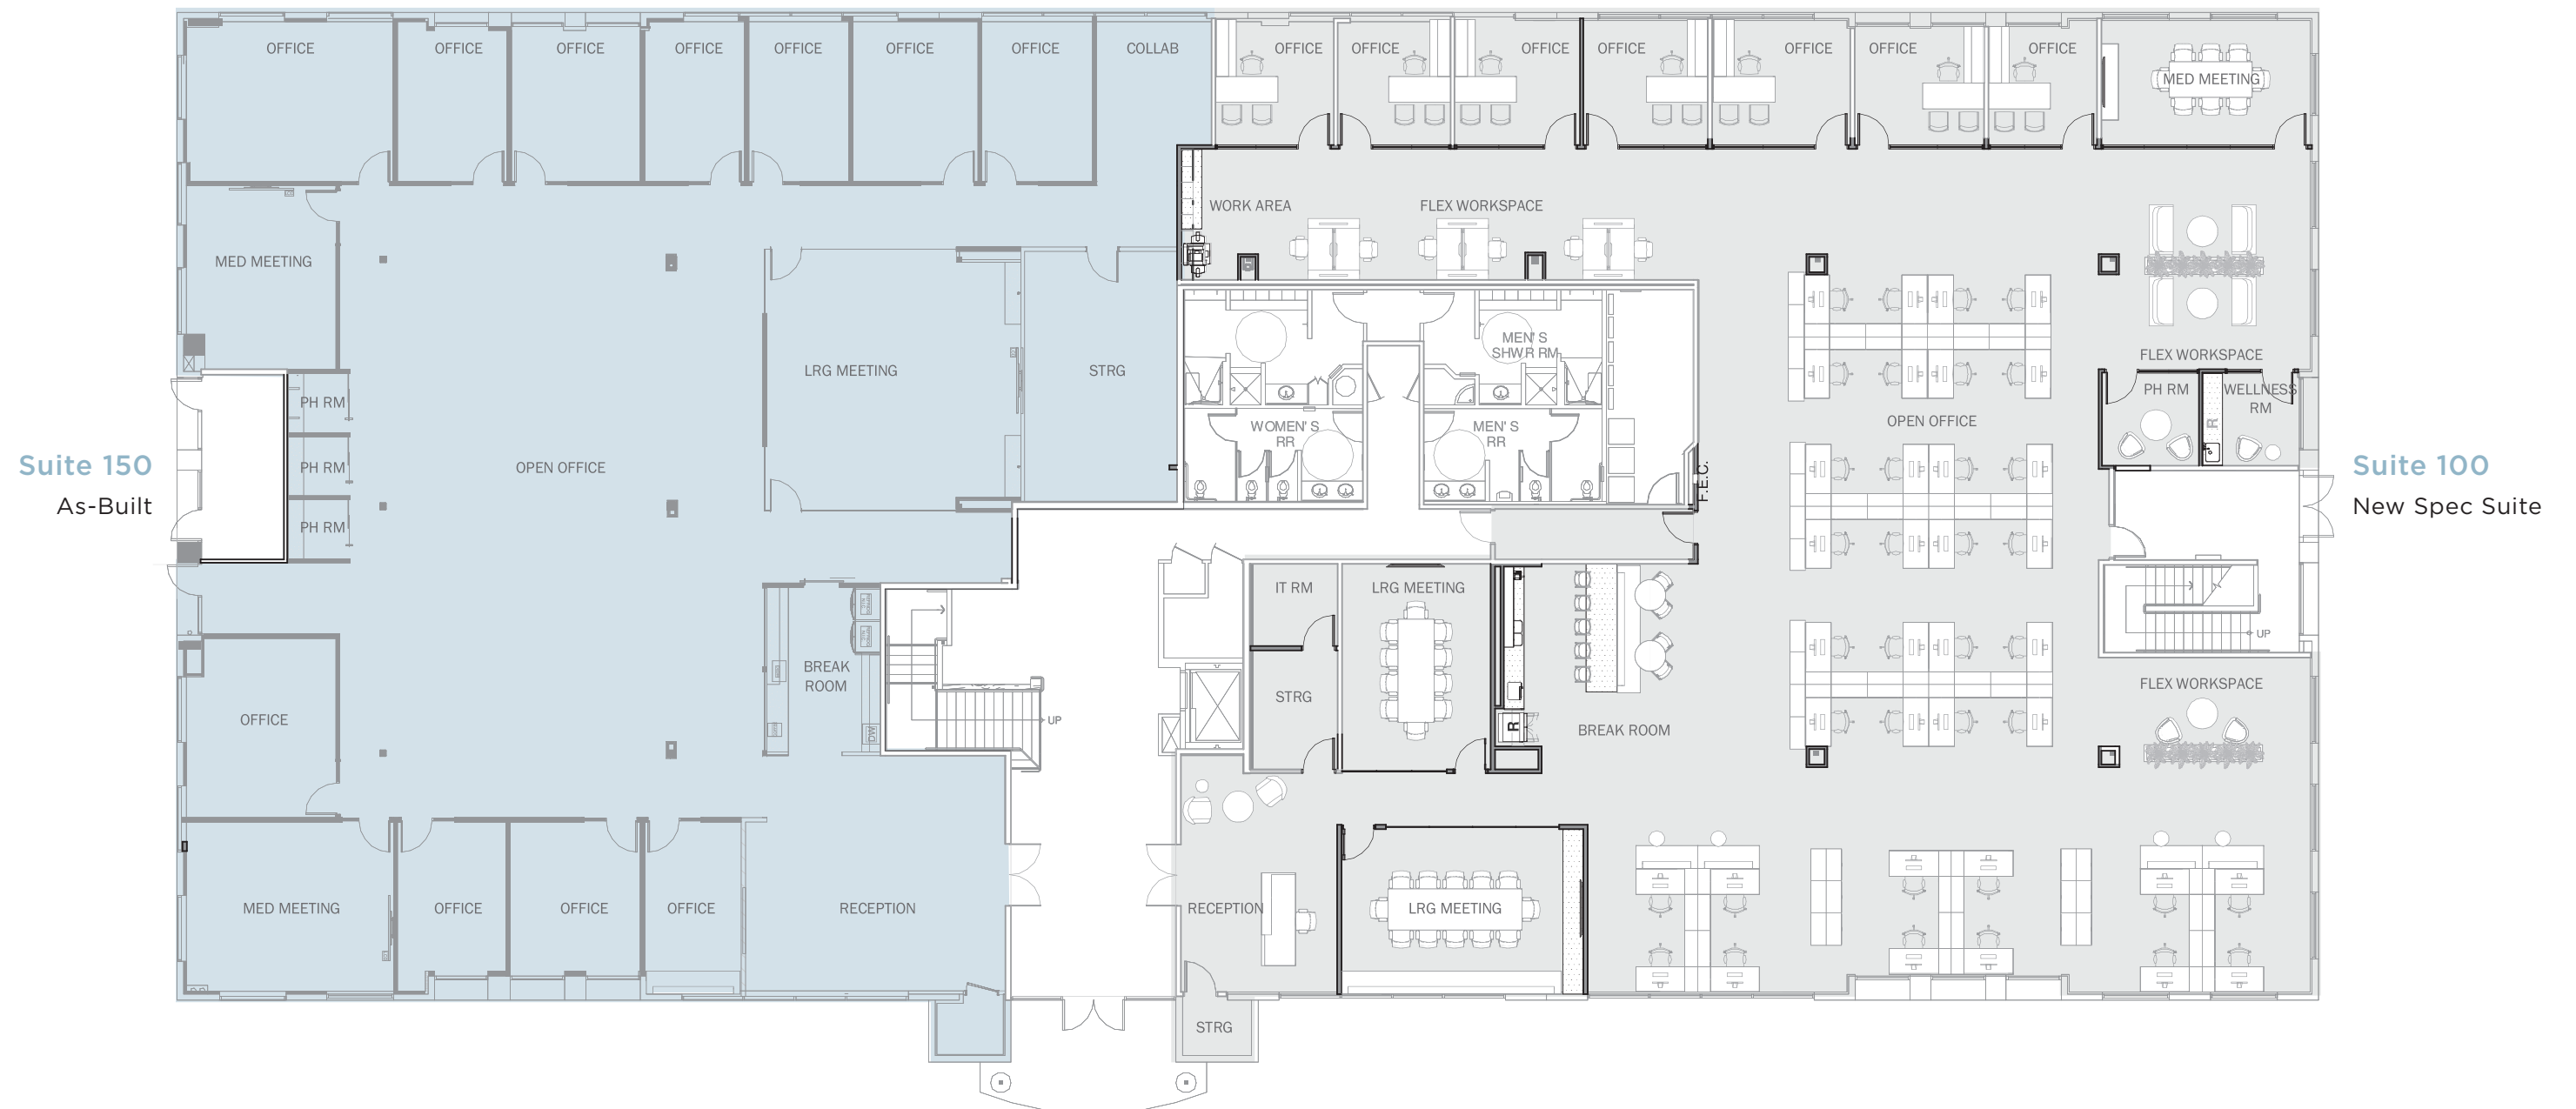 OFFICE
OFFICE
OFFICE
OFFICE
OFFICE
OFFICE
OFFICE
COLLAB
OFFICE
OFFICE
OFFICE
OFFICE
OFFICE
OFFICE
OFFICE
MED MEETING
WORK AREA
FLEX WORKSPACE
MED MEETING
LRG MEETING
STRG
MEN'S
SHWR RM
FLEX WORKSPACE
PH RM
WELLNESS
RM
R
PH RM
WOMEN'S
RR
MEN'S
RR
OPEN OFFICE
Suite 150
As-Built
PH RM
OPEN OFFICE
F.E.C.
Suite 100
New Spec Suite
PH RM
IT RM
LRG MEETING
UP
BREAK
ROOM
STRG
FLEX WORKSPACE
OFFICE
UP
DW
R
BREAK ROOM
MED MEETING
OFFICE
OFFICE
OFFICE
RECEPTION
RECEPTION
LRG MEETING
STRG